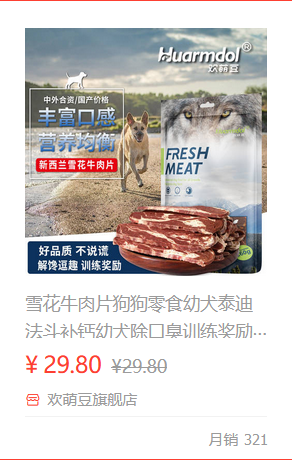 Huarmdol®
欢萌豆
中外合资/国产价格
丰富口感
营养均衡
新西兰雪花牛肉片
FRESH
MEAT
好品质 不说谎
解馋逗趣 训练奖励
雪花牛肉片狗狗零食幼犬泰迪
法斗补钙幼犬除口臭训练奖励...
¥ 29.80 ¥29.80
欢萌豆旗舰店
月销 321